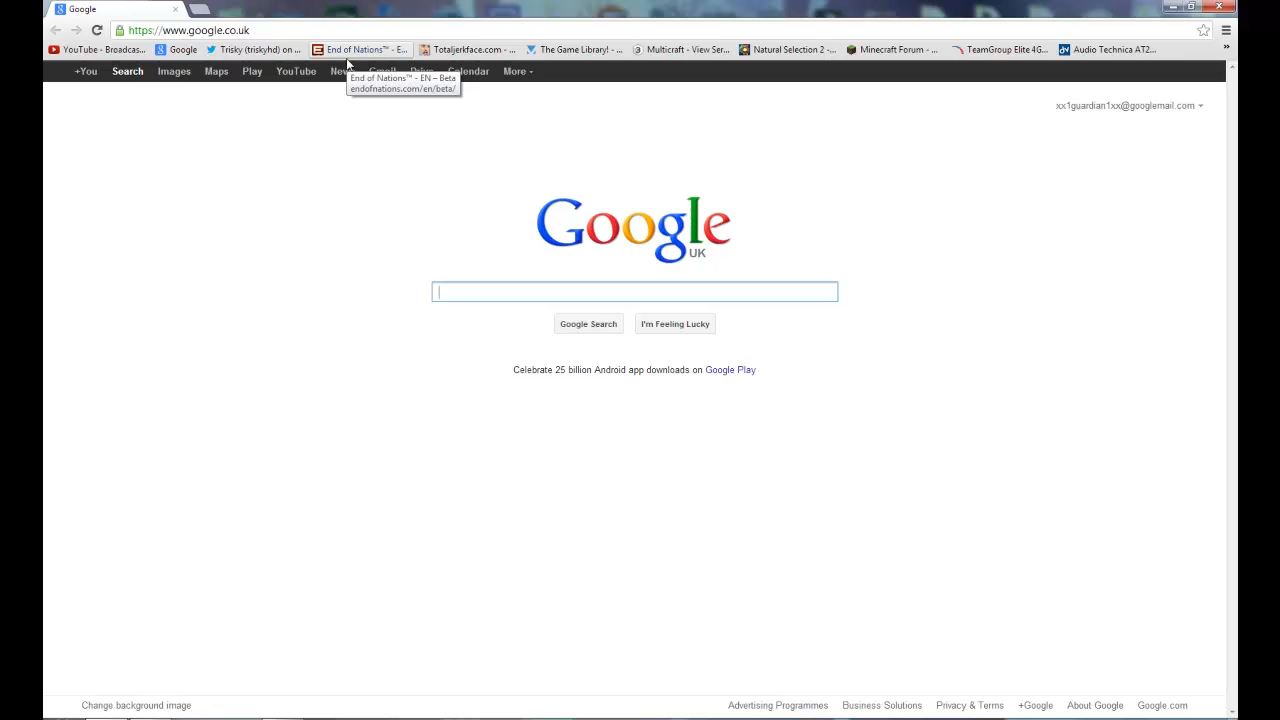 Google
https://www.google.co.uk
YouTube - Broadcas... Google Trisky (triskyhd) on ... End of Nations™ - E... Totaljerkface.com - ... The Game Library! - ... Multicraft - View Ser... Natural Selection 2 -... Minecraft Forum - ... TeamGroup Elite 4G... Audio Technica AT2... »
+You Search Images Maps Play YouTube Calendar More
End of Nations™ - EN – Beta
endofnations.com/en/beta/
xx1guardian1xx@googlemail.com
Google
UK
Google Search I'm Feeling Lucky
Celebrate 25 billion Android app downloads on Google Play
Change background image Advertising Programmes Business Solutions Privacy & Terms +Google About Google Google.com